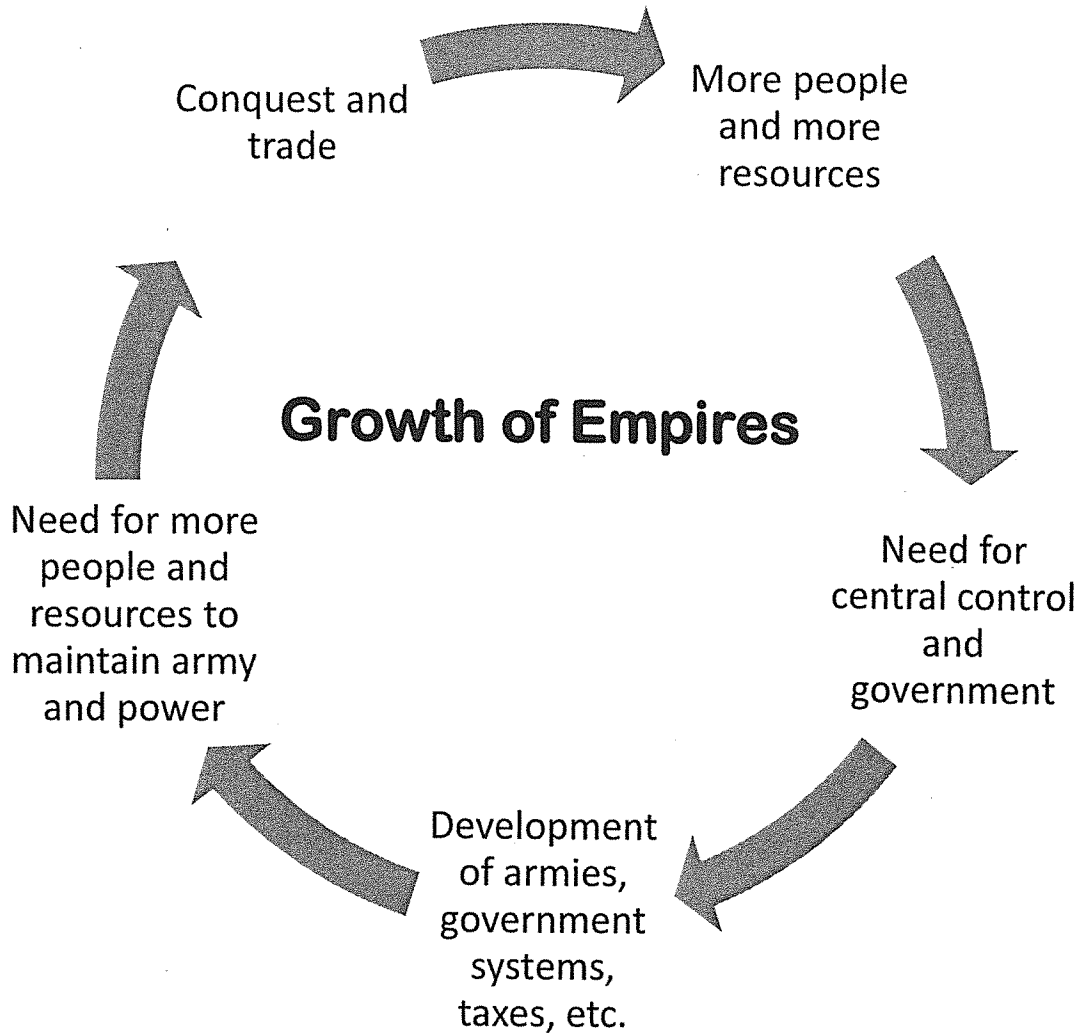 Conquest and
trade
More people
and more
resources
Growth of Empires
Need for
central control
and
government
Development
of armies,
government
systems,
taxes, etc.
Need for more
people and
resources to
maintain army
and power